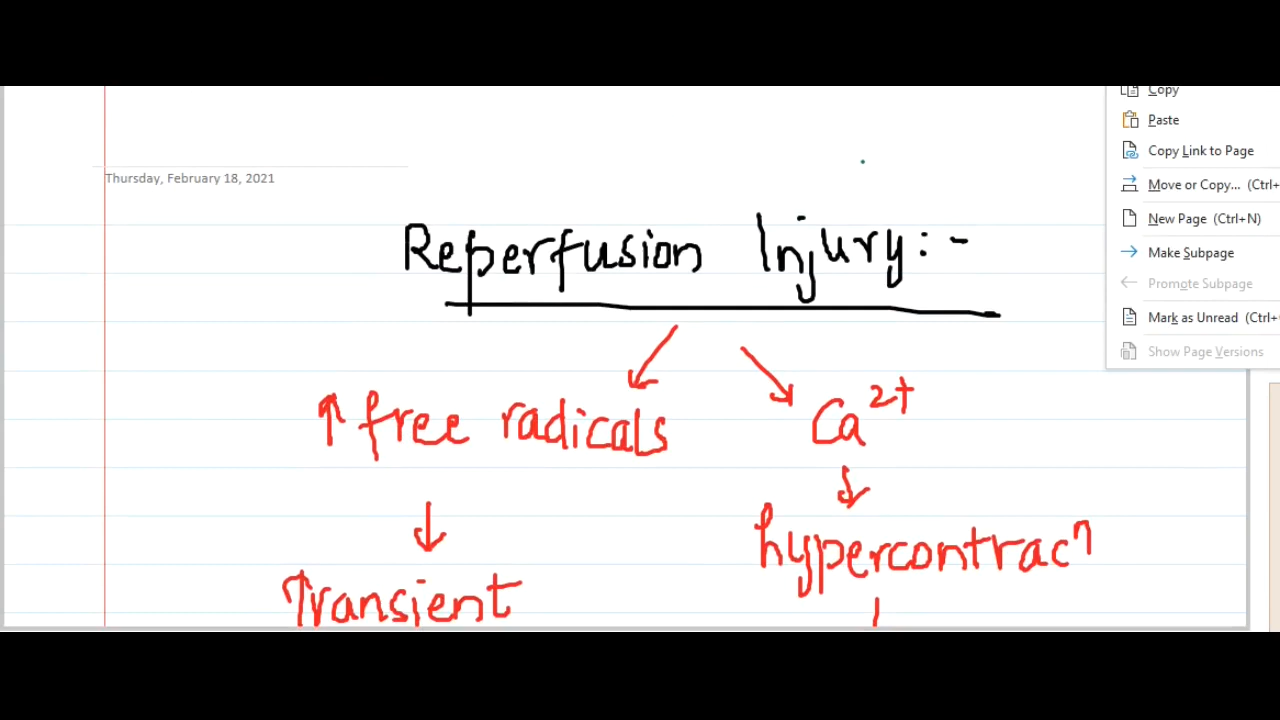 Copy
Paste
Copy Link to Page
Thursday, February 18, 2021
Move or Copy... (Ctrl+
New Page (Ctrl+N)
Reperfusion Injury:-
Make Subpage
Promote Subpage
Mark as Unread (Ctrl+
Show Page Versions
↑ free radicals
Ca²⁺
hypercontrac^n
Transient